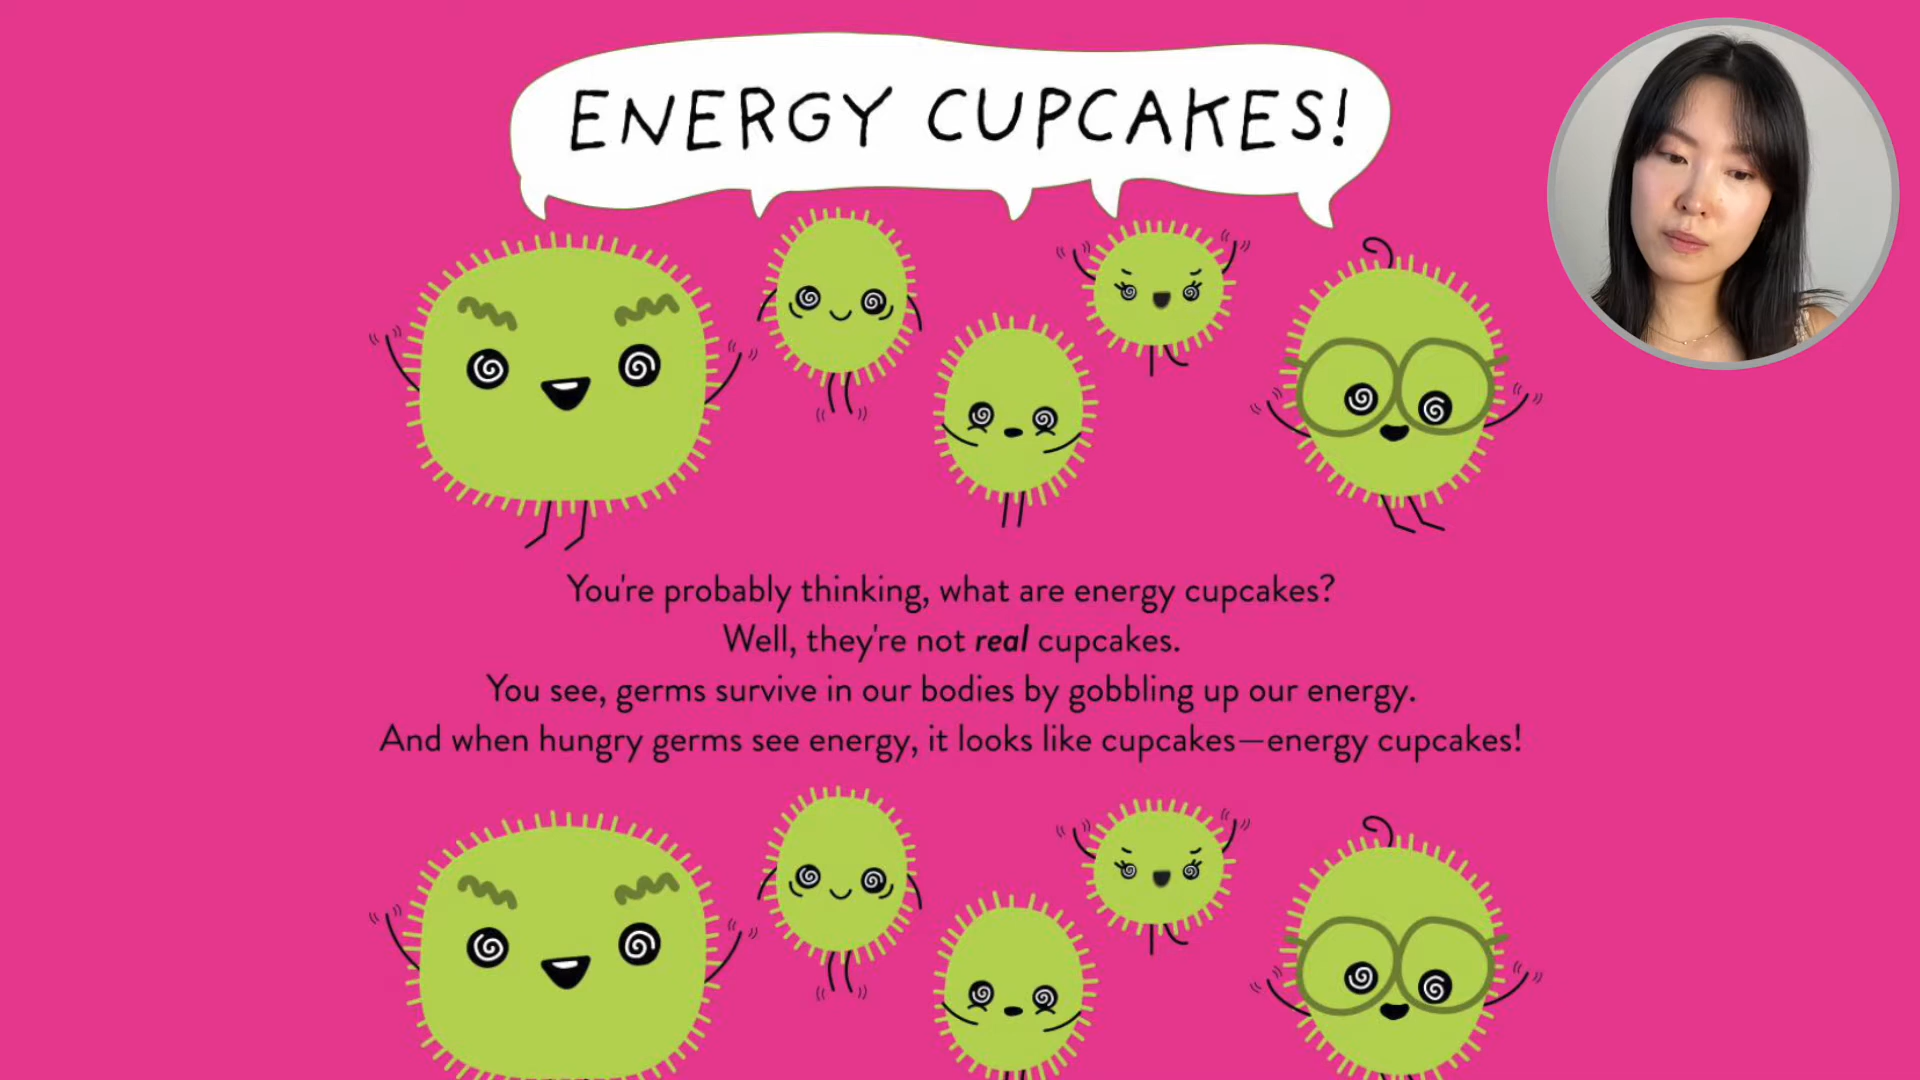 ENERGY CUPCAKES!
You're probably thinking, what are energy cupcakes?
Well, they're not real cupcakes.
You see, germs survive in our bodies by gobbling up our energy.
And when hungry germs see energy, it looks like cupcakes—energy cupcakes!